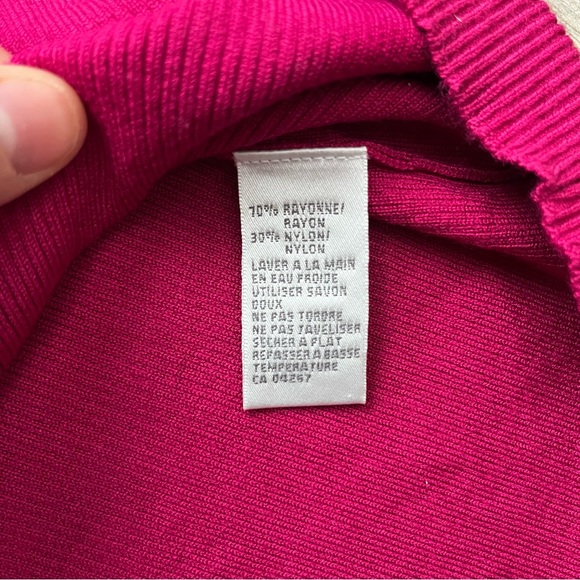 70% RAYONNE/
RAYON
30% NYLON/
NYLON
LAVER A LA MAIN
EN EAU FROIDE
UTILISER SAVON
DOUX
NE PAS TORDRE
NE PAS JAVELISER
SECHER A PLAT
REPASSER A BASSE
TEMPERATURE
CA 04267